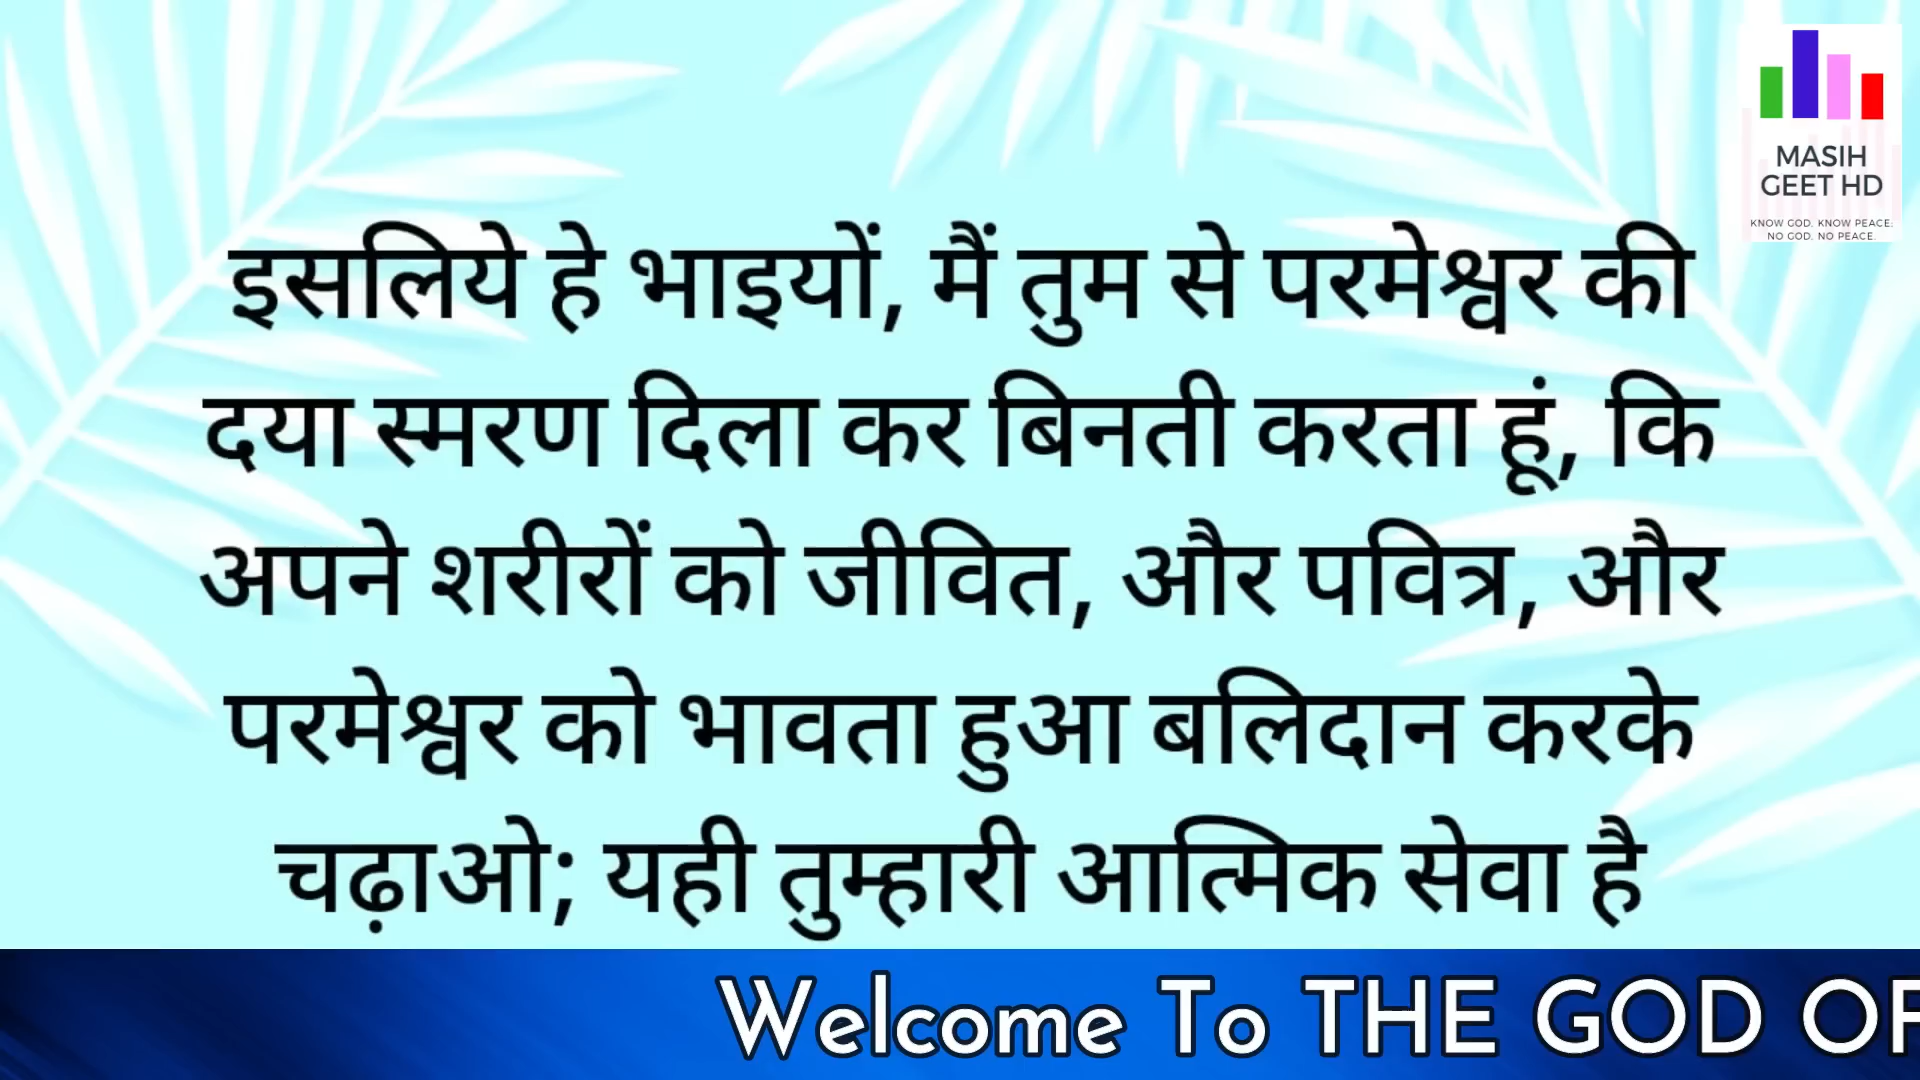 MASIH
GEET HD
KNOW GOD, KNOW PEACE;
NO GOD, NO PEACE.
इसलिये हे भाइयों, मैं तुम से परमेश्वर की
दया स्मरण दिला कर बिनती करता हूं, कि
अपने शरीरों को जीवित, और पवित्र, और
परमेश्वर को भावता हुआ बलिदान करके
चढ़ाओ; यही तुम्हारी आत्मिक सेवा है
Welcome To THE GOD OF